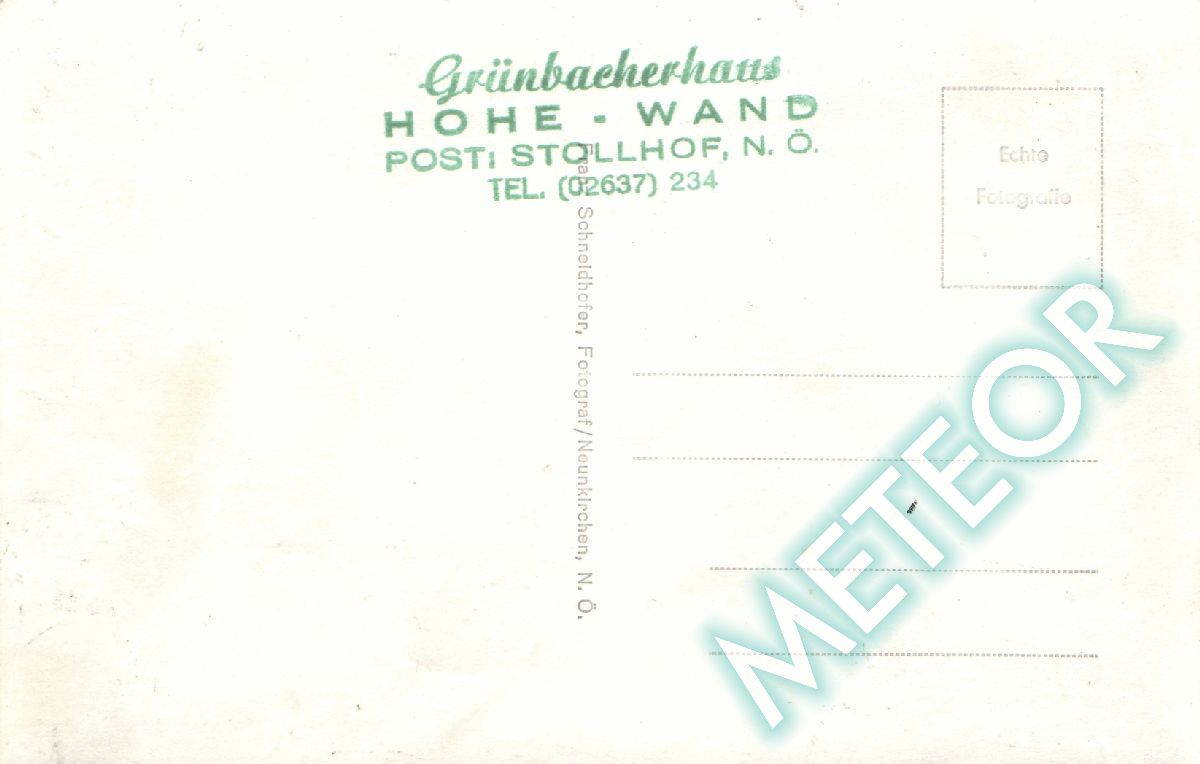 Grünbacherhaus
HOHE - WAND
POST: STOLLHOF, N. Ö.
TEL. (02637) 234
Echte
Fotografie
Schneidhofer, Fotograf/Neunkirchen, N. Ö.
METEOR